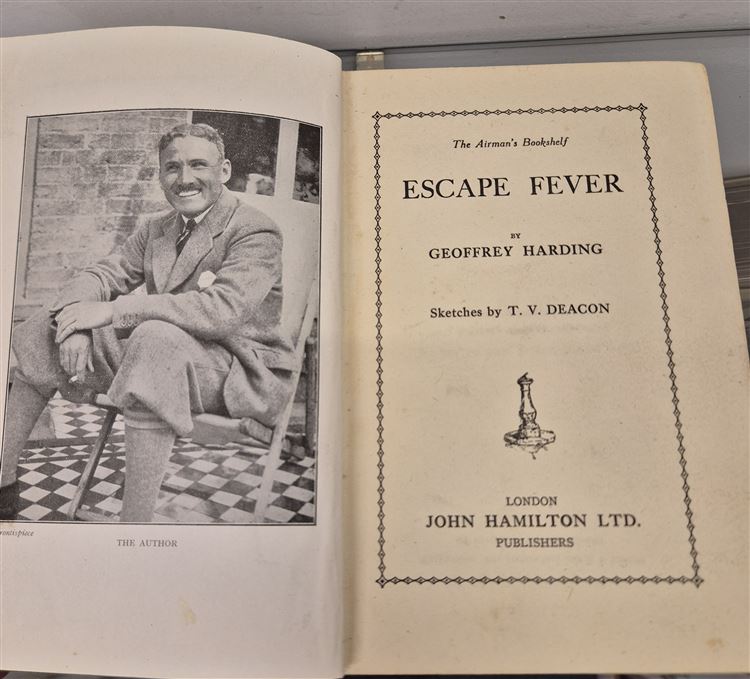 rontispiece
THE AUTHOR
The Airman's Bookshelf
ESCAPE FEVER
BY
GEOFFREY HARDING
Sketches by T. V. DEACON
LONDON
JOHN HAMILTON LTD.
PUBLISHERS